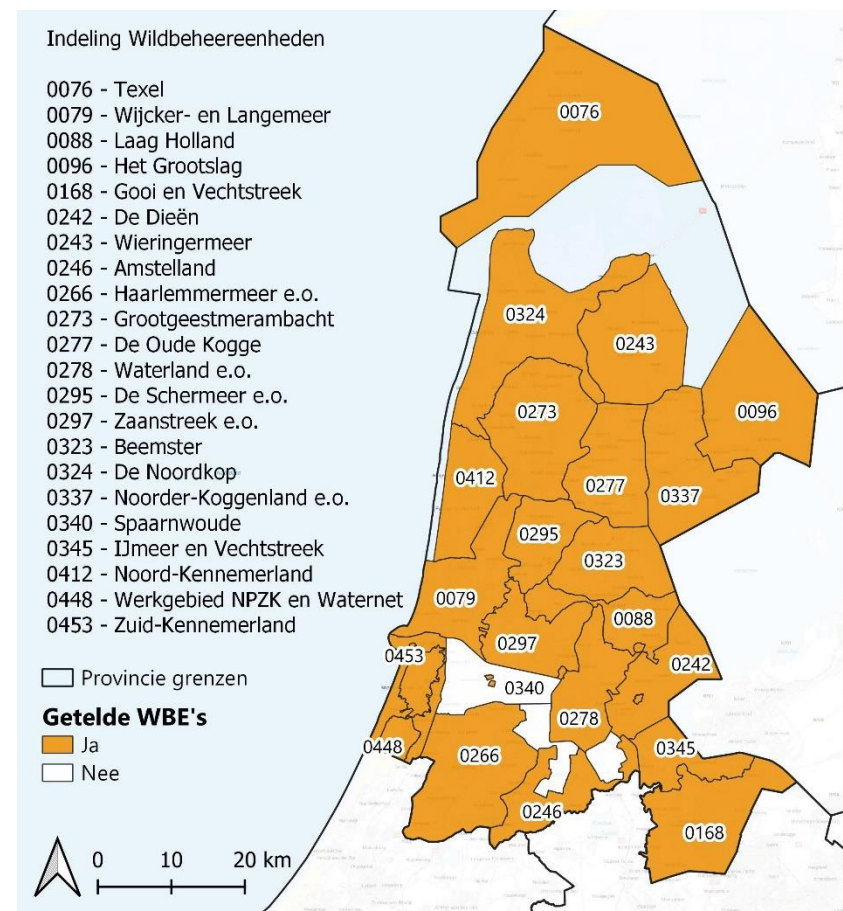 Indeling Wildbeheereenheden
0076 - Texel
0079 - Wijcker- en Langemeer
0088 - Laag Holland
0096 - Het Grootslag
0168 - Gooi en Vechtstreek
0242 - De Dieën
0243 - Wieringermeer
0246 - Amstelland
0266 - Haarlemmermeer e.o.
0273 - Grootgeestmerambacht
0277 - De Oude Kogge
0278 - Waterland e.o.
0295 - De Schermeer e.o.
0297 - Zaanstreek e.o.
0323 - Beemster
0324 - De Noordkop
0337 - Noorder-Koggenland e.o.
0340 - Spaarnwoude
0345 - IJmeer en Vechtstreek
0412 - Noord-Kennemerland
0448 - Werkgebied NPZK en Waternet
0453 - Zuid-Kennemerland
Provincie grenzen
Getelde WBE's
Ja
Nee
0 10 20 km
0076
0324
0243
0273
0096
0412
0277
0337
0295
0323
0079
0088
0297
0453
0242
0340
0278
0448
0266
0345
0246
0168